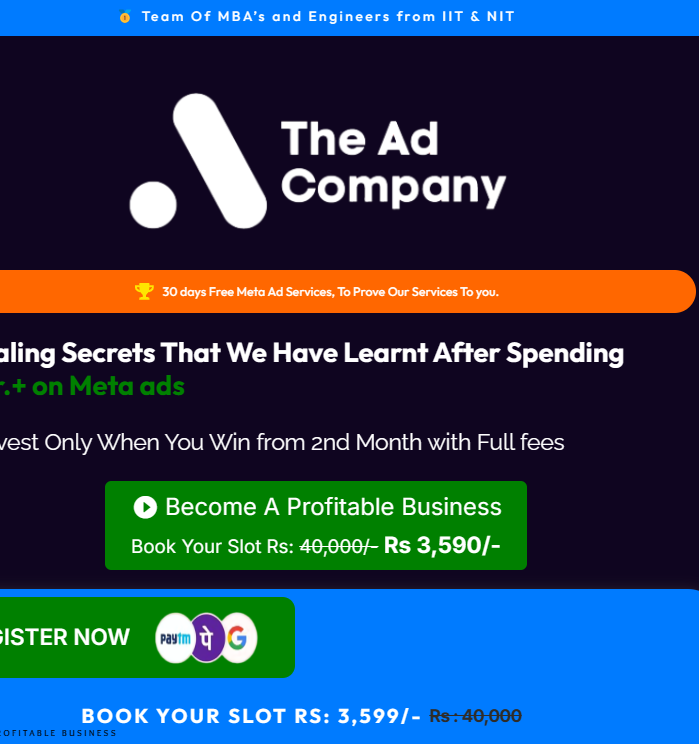 Team Of MBA's and Engineers from IIT & NIT
The Ad
Company
30 days Free Meta Ad Services, To Prove Our Services To you.
aling Secrets That We Have Learnt After Spending
r.+ on Meta ads
vest Only When You Win from 2nd Month with Full fees
Become A Profitable Business
Book Your Slot Rs: 40,000/- Rs 3,590/-
GISTER NOW paytm पे G
BOOK YOUR SLOT RS: 3,599/- Rs : 40,000
OFITABLE BUSINESS